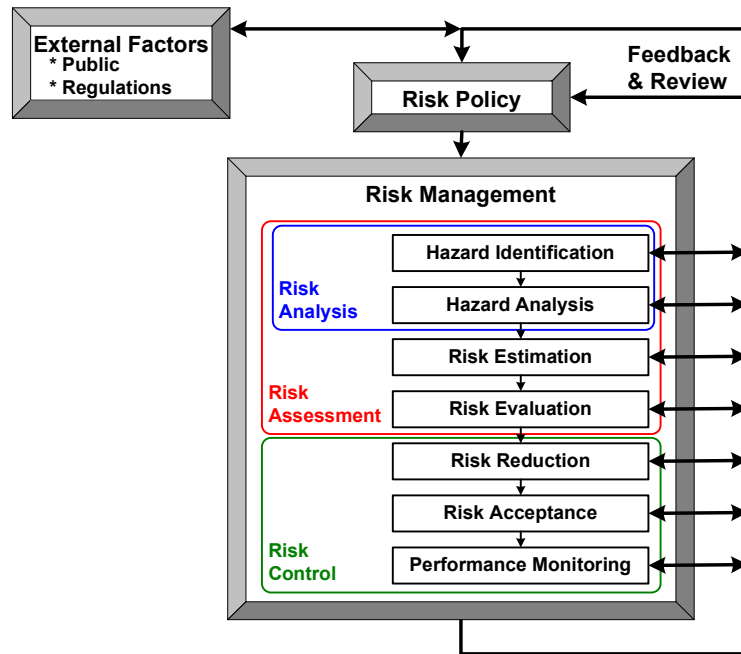 External Factors
* Public
* Regulations
Feedback
& Review
Risk Policy
Risk Management
Hazard Identification
Risk
Analysis
Hazard Analysis
Risk Estimation
Risk
Assessment
Risk Evaluation
Risk Reduction
Risk Acceptance
Risk
Control
Performance Monitoring